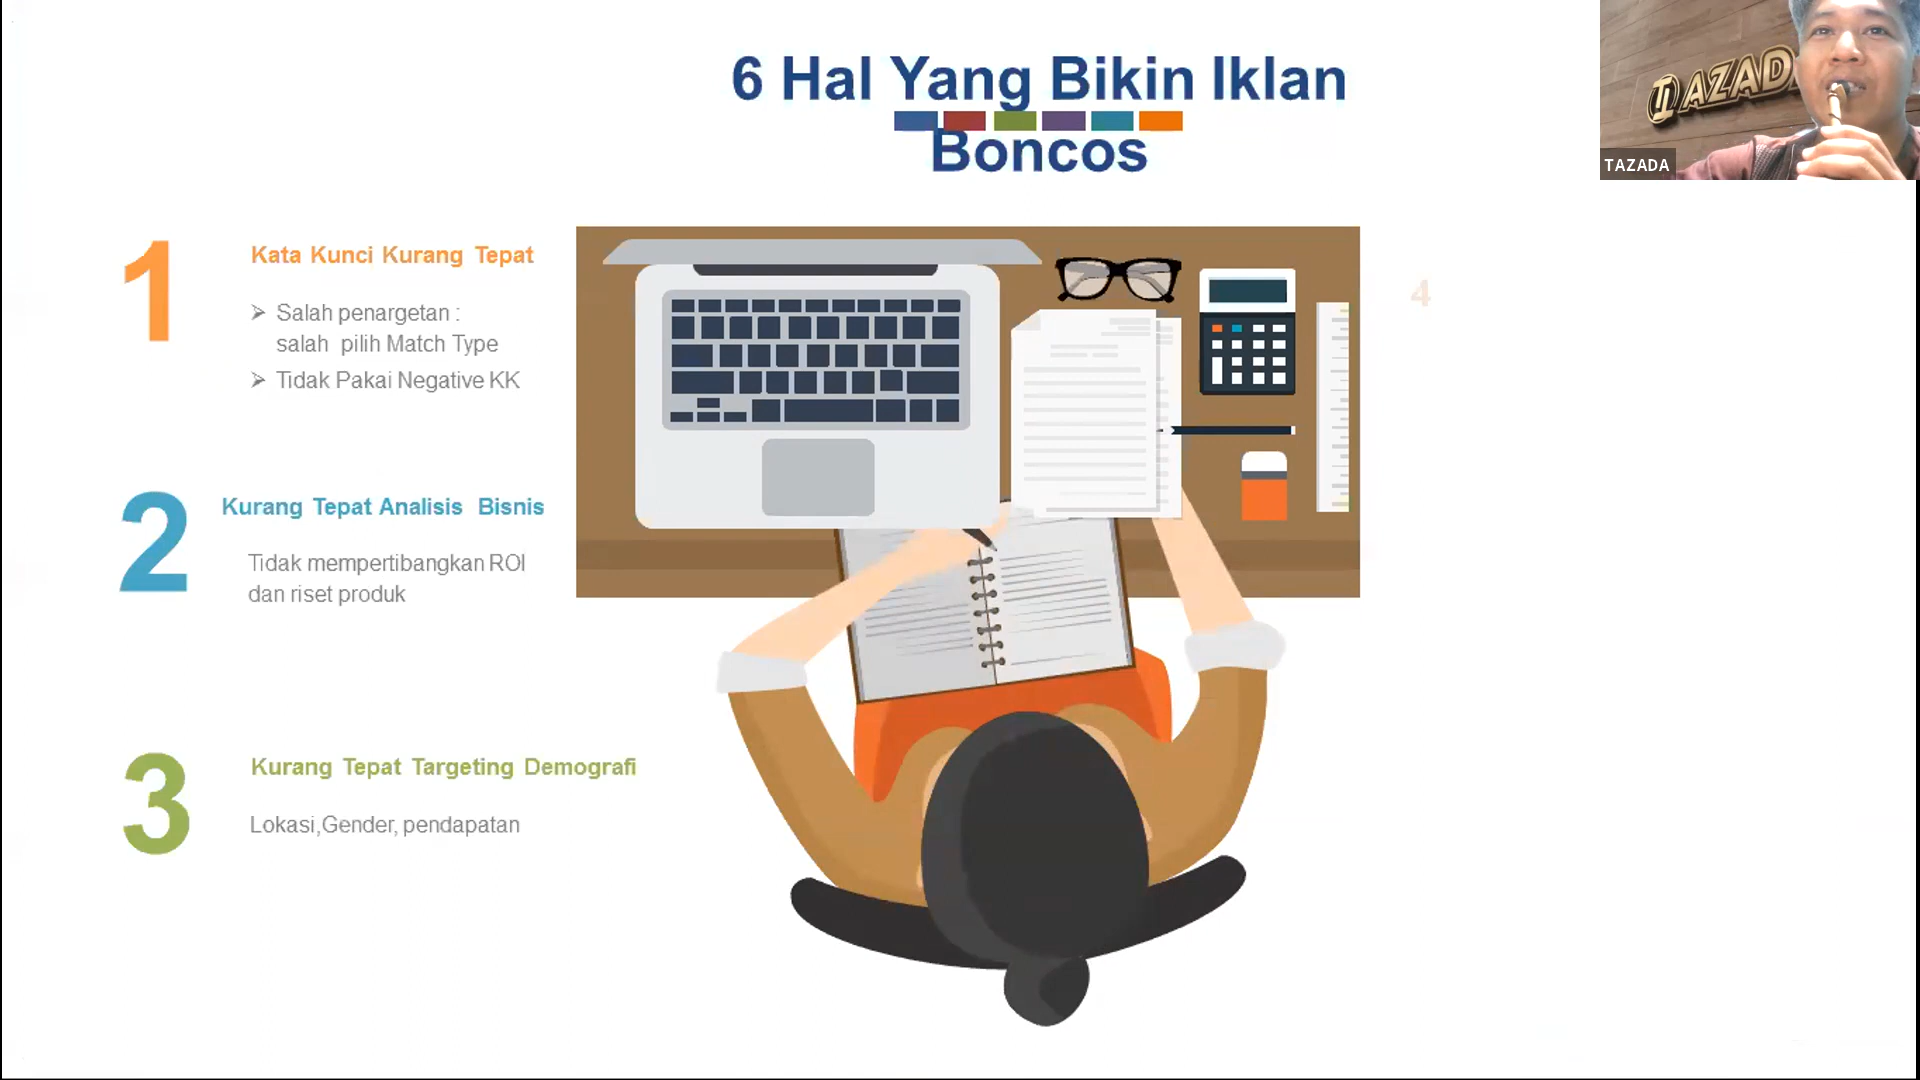 6 Hal Yang Bikin Iklan
Boncos
1
Kata Kunci Kurang Tepat
➢ Salah penargetan :
salah pilih Match Type
➢ Tidak Pakai Negative KK
2
Kurang Tepat Analisis Bisnis
Tidak mempertibangkan ROI
dan riset produk
3
Kurang Tepat Targeting Demografi
Lokasi,Gender, pendapatan
4
AZAD
TAZADA